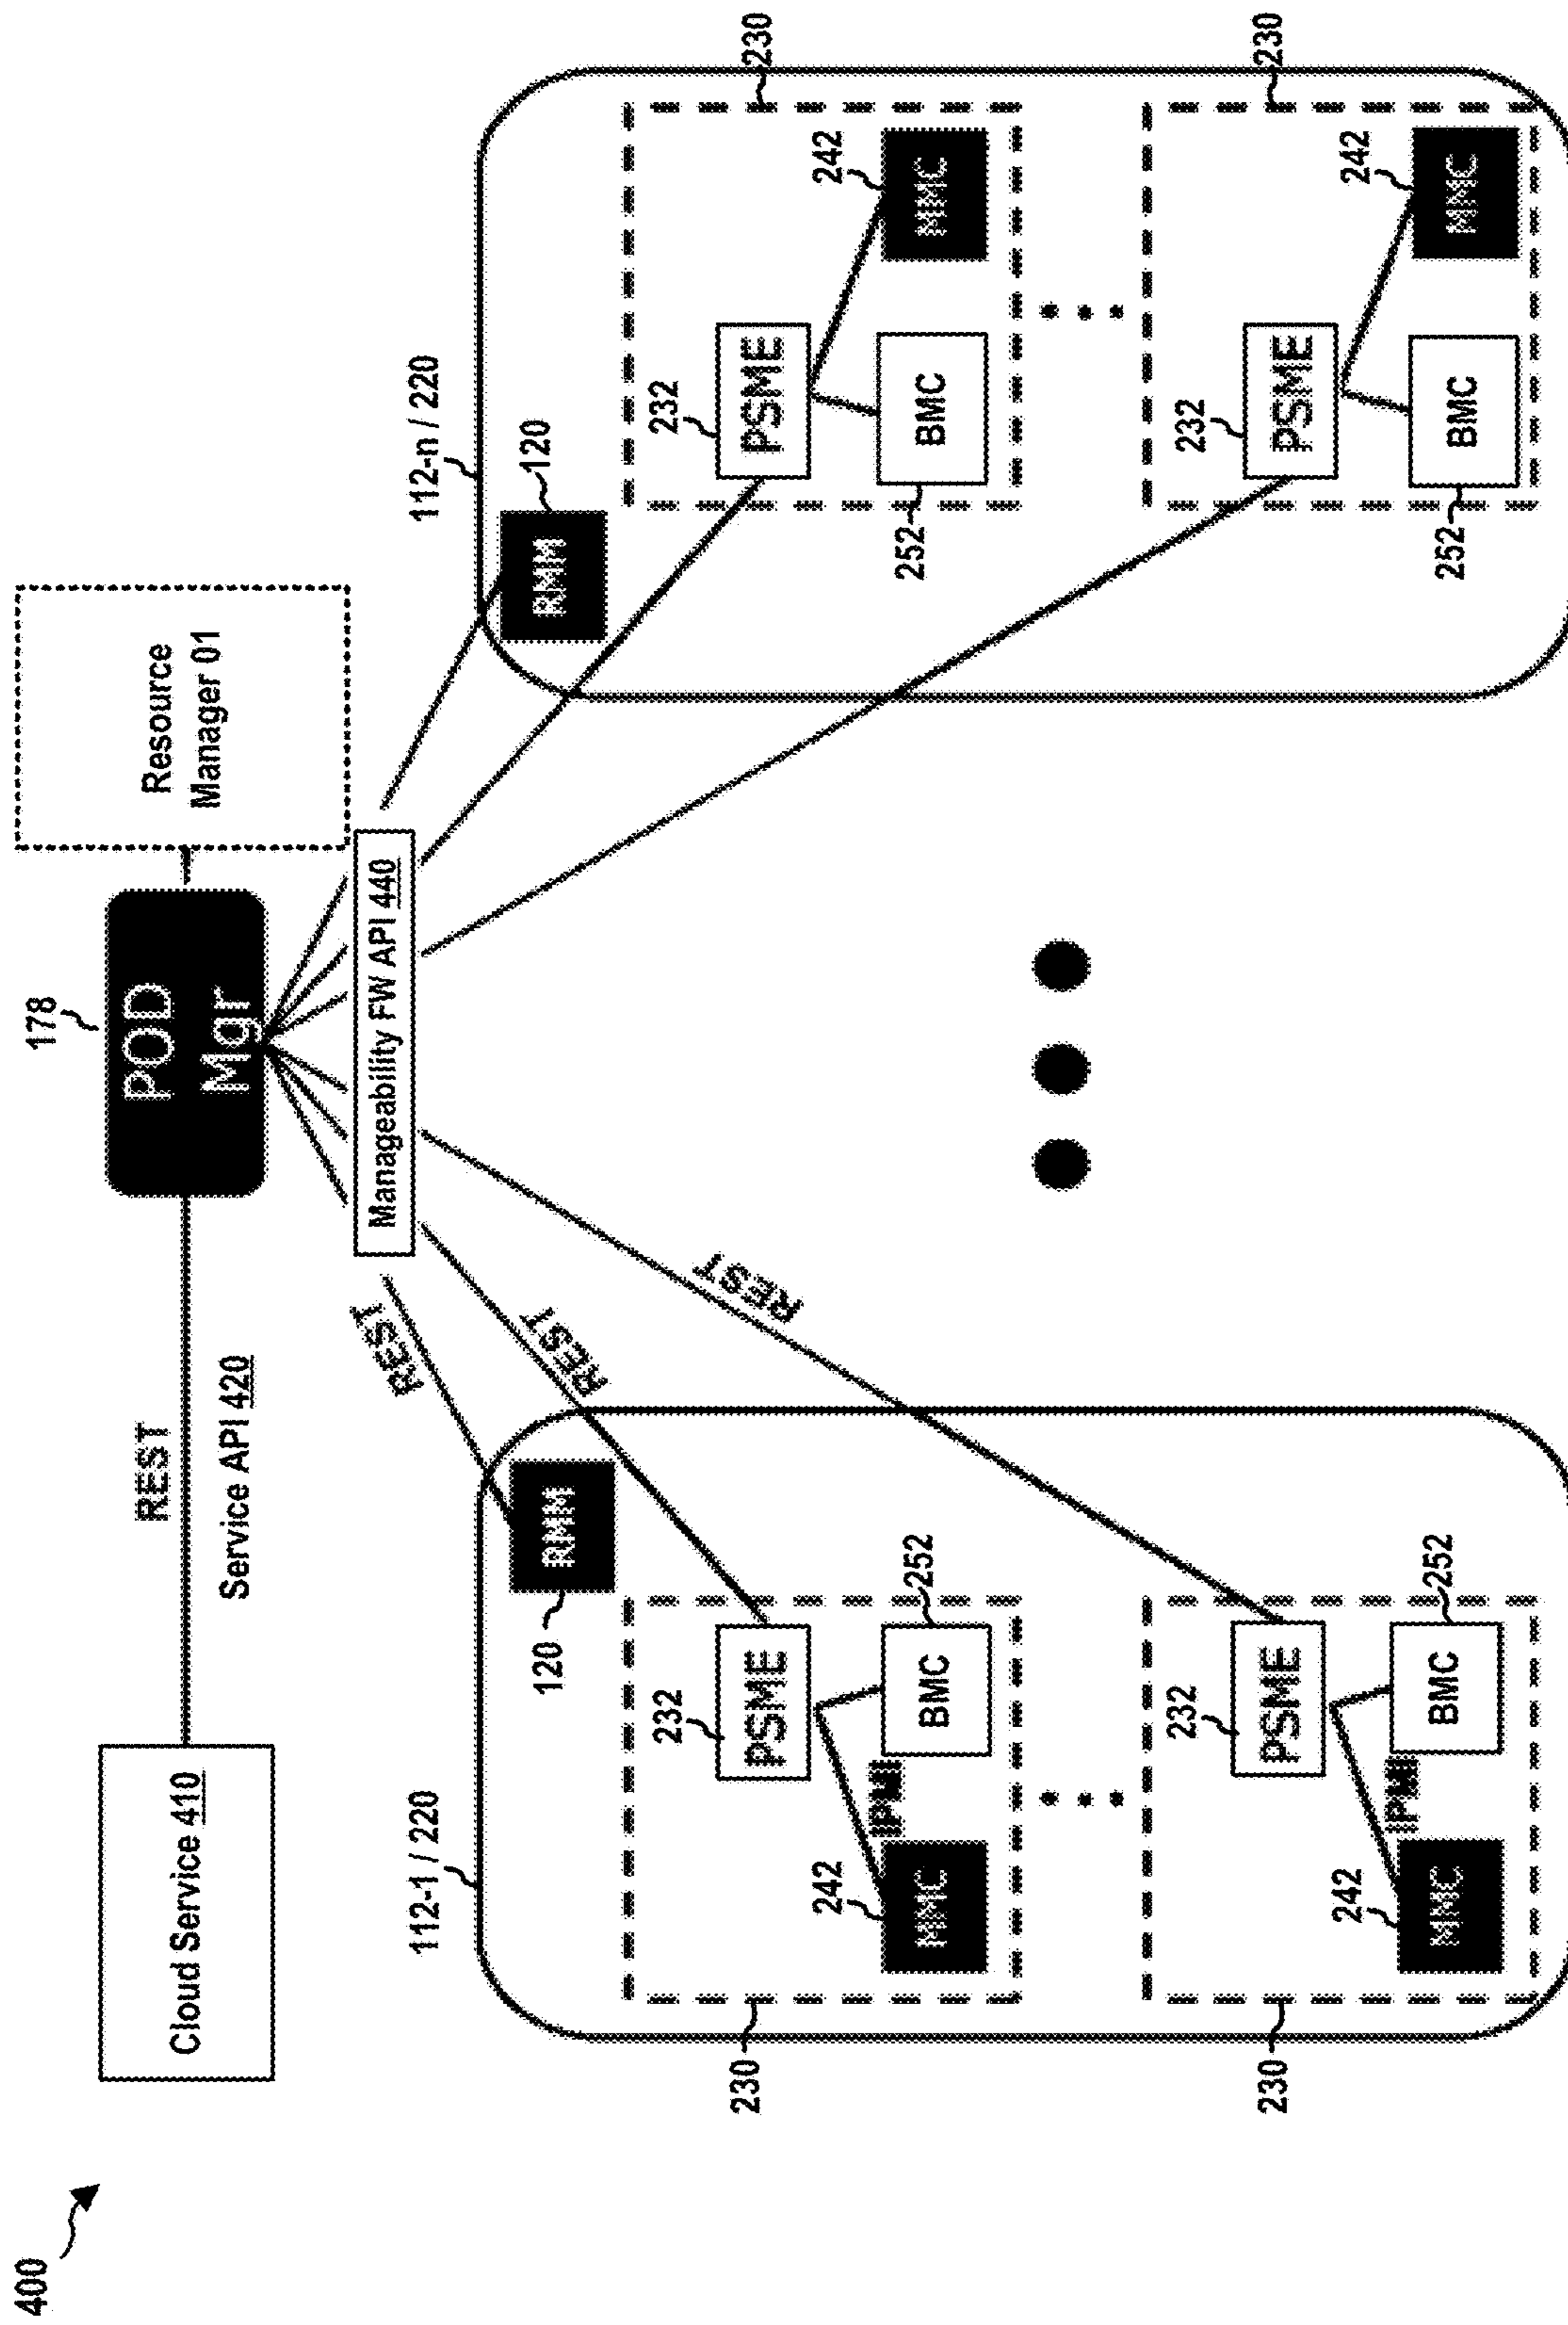 400
Cloud Service 410
REST
Service API 420
178
POD
Mgr
Resource
Manager 01
Manageability FW API 440
REST
REST
REST
112-1 / 220
120
RMM
230
232
PSME
242
MMC
IPMI
BMC
252
230
232
PSME
242
MMC
IPMI
BMC
252
112-n / 220
120
RMM
230
232
PSME
252
BMC
242
MMC
230
232
PSME
252
BMC
242
MMC